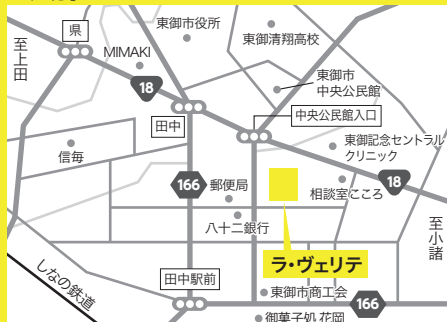 県
東御市役所
東御清翔高校
至上田
MIMAKI
18
東御市
中央公民館
田中
中央公民館入口
信毎
東御記念セントラル
クリニック
166
郵便局
相談室こころ
18
八十二銀行
至小諸
ラ・ヴェリテ
しなの鉄道
田中駅前
東御市商工会
166
御菓子処 花岡